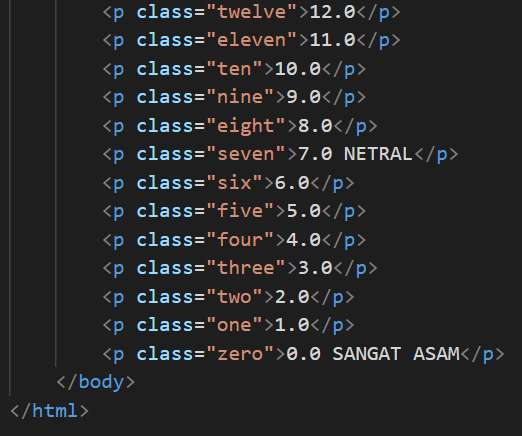 <p class="twelve">12.0</p>
<p class="eleven">11.0</p>
<p class="ten">10.0</p>
<p class="nine">9.0</p>
<p class="eight">8.0</p>
<p class="seven">7.0 NETRAL</p>
<p class="six">6.0</p>
<p class="five">5.0</p>
<p class="four">4.0</p>
<p class="three">3.0</p>
<p class="two">2.0</p>
<p class="one">1.0</p>
<p class="zero">0.0 SANGAT ASAM</p>
</body>
</html>